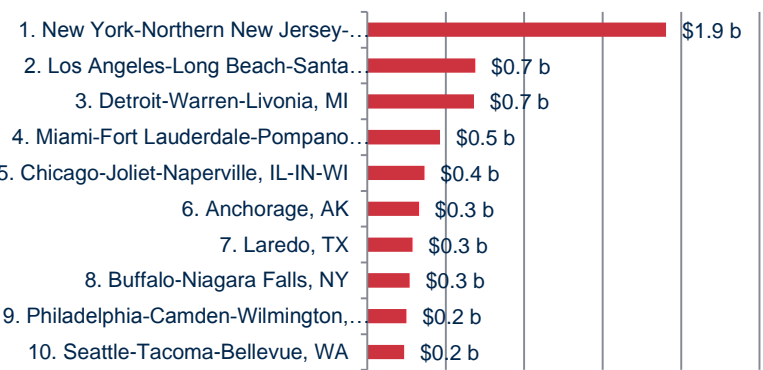 1. New York-Northern New Jersey-… $1.9 b
2. Los Angeles-Long Beach-Santa… $0.7 b
3. Detroit-Warren-Livonia, MI $0.7 b
4. Miami-Fort Lauderdale-Pompano… $0.5 b
5. Chicago-Joliet-Naperville, IL-IN-WI $0.4 b
6. Anchorage, AK $0.3 b
7. Laredo, TX $0.3 b
8. Buffalo-Niagara Falls, NY $0.3 b
9. Philadelphia-Camden-Wilmington,… $0.2 b
10. Seattle-Tacoma-Bellevue, WA $0.2 b